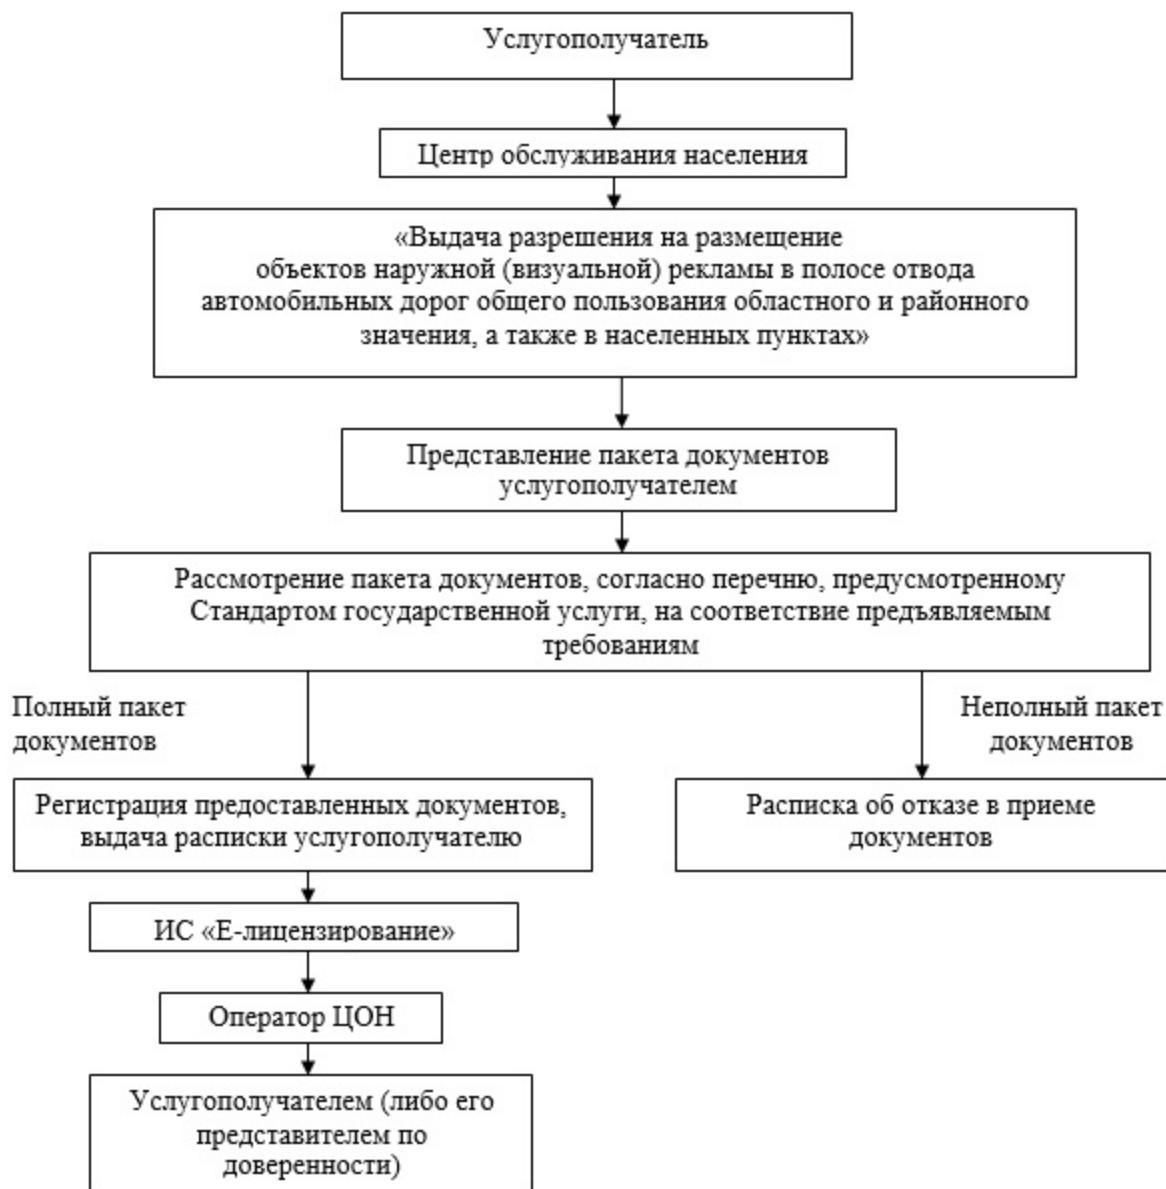 Услугополучатель
Центр обслуживания населения
«Выдача разрешения на размещение
объектов наружной (визуальной) рекламы в полосе отвода
автомобильных дорог общего пользования областного и районного
значения, а также в населенных пунктах»
Представление пакета документов
услугополучателем
Рассмотрение пакета документов, согласно перечню, предусмотренному
Стандартом государственной услуги, на соответствие предъявляемым
требованиям
Полный пакет
документов
Неполный пакет
документов
Регистрация предоставленных документов,
выдача расписки услугополучателю
Расписка об отказе в приеме
документов
ИС «Е-лицензирование»
Оператор ЦОН
Услугополучателем (либо его
представителем по
доверенности)